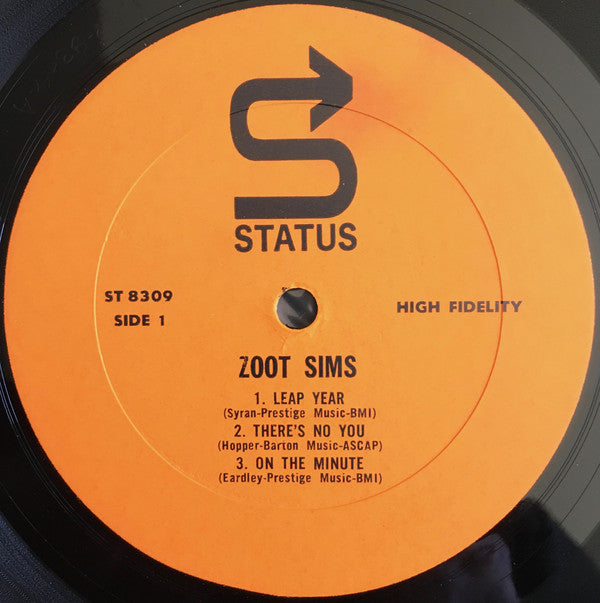 STATUS
ST 8309
SIDE 1
HIGH FIDELITY
ZOOT SIMS
1. LEAP YEAR
(Syran-Prestige Music-BMI)
2. THERE'S NO YOU
(Hopper-Barton Music-ASCAP)
3. ON THE MINUTE
(Eardley-Prestige Music-BMI)